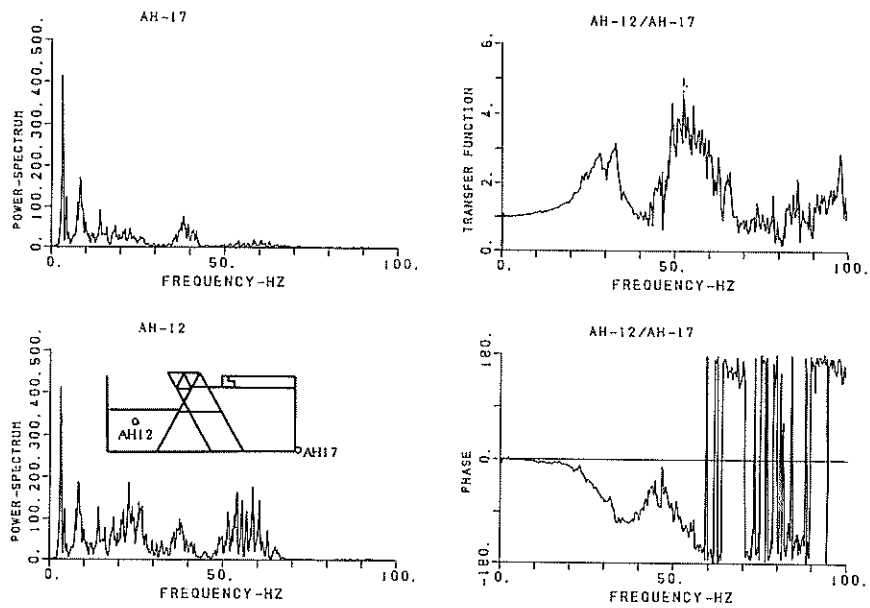 AH-17
POWER-SPECTRUM
0. 100. 200. 300. 400. 500.
0. 50. 100.
FREQUENCY-HZ
AH-12/AH-17
TRANSFER FUNCTION
0. 2. 4. 6.
0. 50. 100.
FREQUENCY-HZ
AH-12
POWER-SPECTRUM
0. 100. 200. 300. 400. 500.
AH12
AH17
0. 50. 100.
FREQUENCY-HZ
AH-12/AH-17
PHASE
-180. 0. 180.
0. 50. 100.
FREQUENCY-HZ